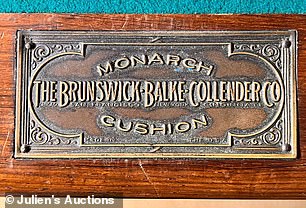 MONARCH
THE BRUNSWICK-BALKE-COLLENDER CO
CUSHION
© Julien's Auctions